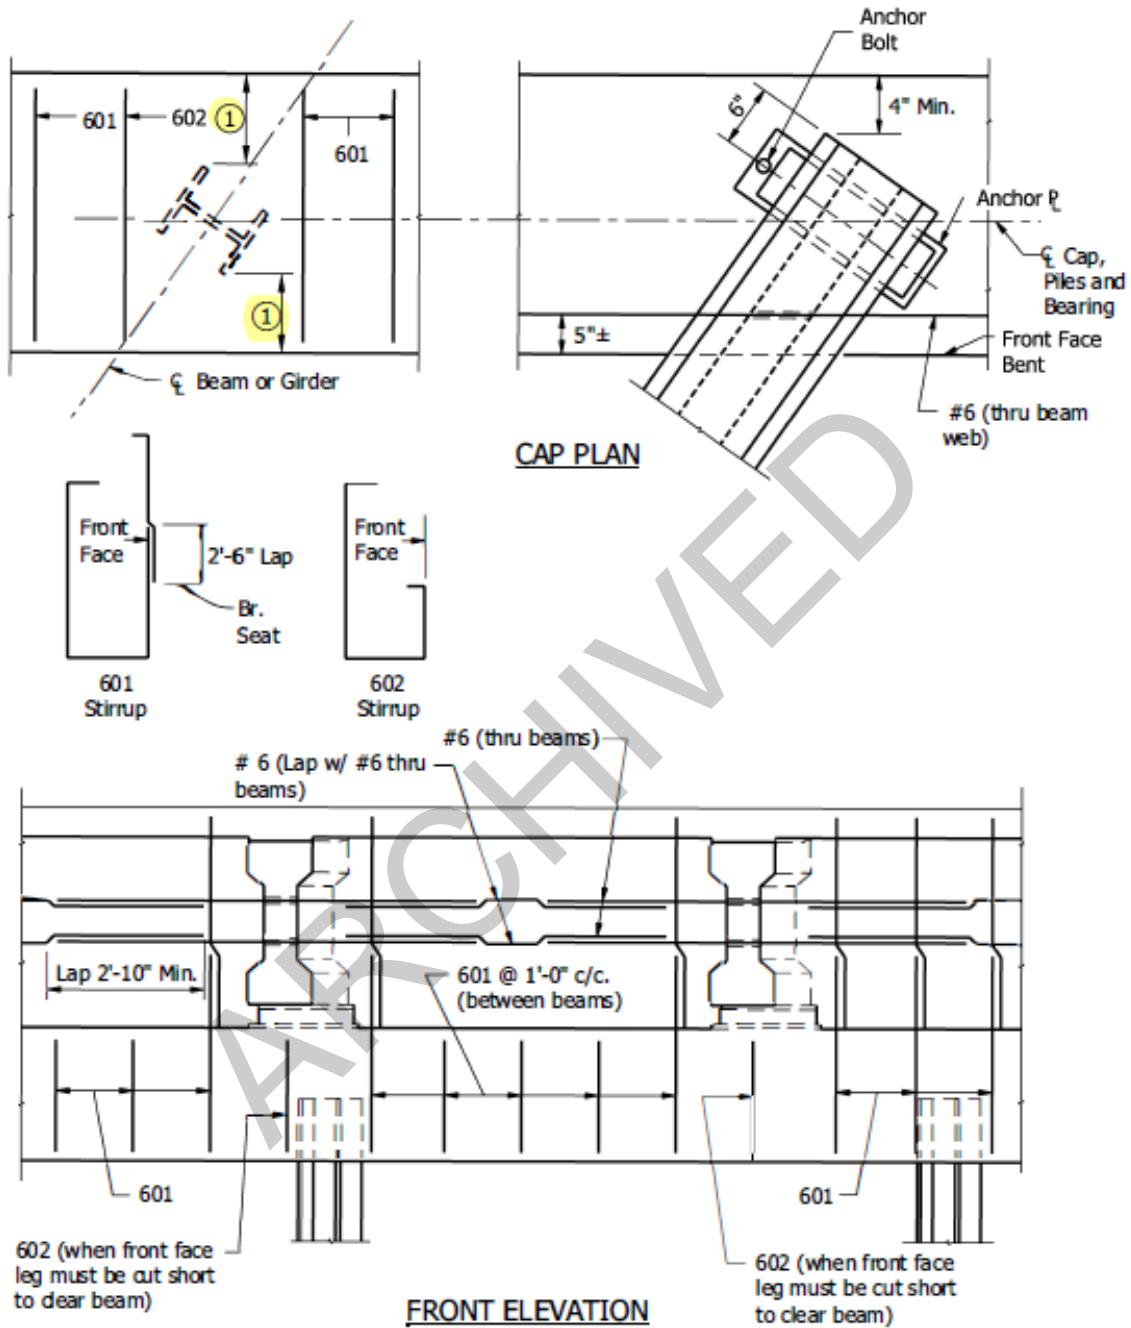 Anchor
Bolt
601
602 ①
601
6"
4" Min.
Anchor ⅊
℄ Cap,
Piles and
Bearing
①
5"±
Front Face
Bent
℄ Beam or Girder
#6 (thru beam
web)
CAP PLAN
Front
Face
2'-6" Lap
Br.
Seat
601
Stirrup
Front
Face
602
Stirrup
ARCHIVED
#6 (thru beams)
# 6 (Lap w/ #6 thru
beams)
Lap 2'-10" Min.
601 @ 1'-0" c/c.
(between beams)
601
601
602 (when front face
leg must be cut short
to clear beam)
602 (when front face
leg must be cut short
to clear beam)
FRONT ELEVATION